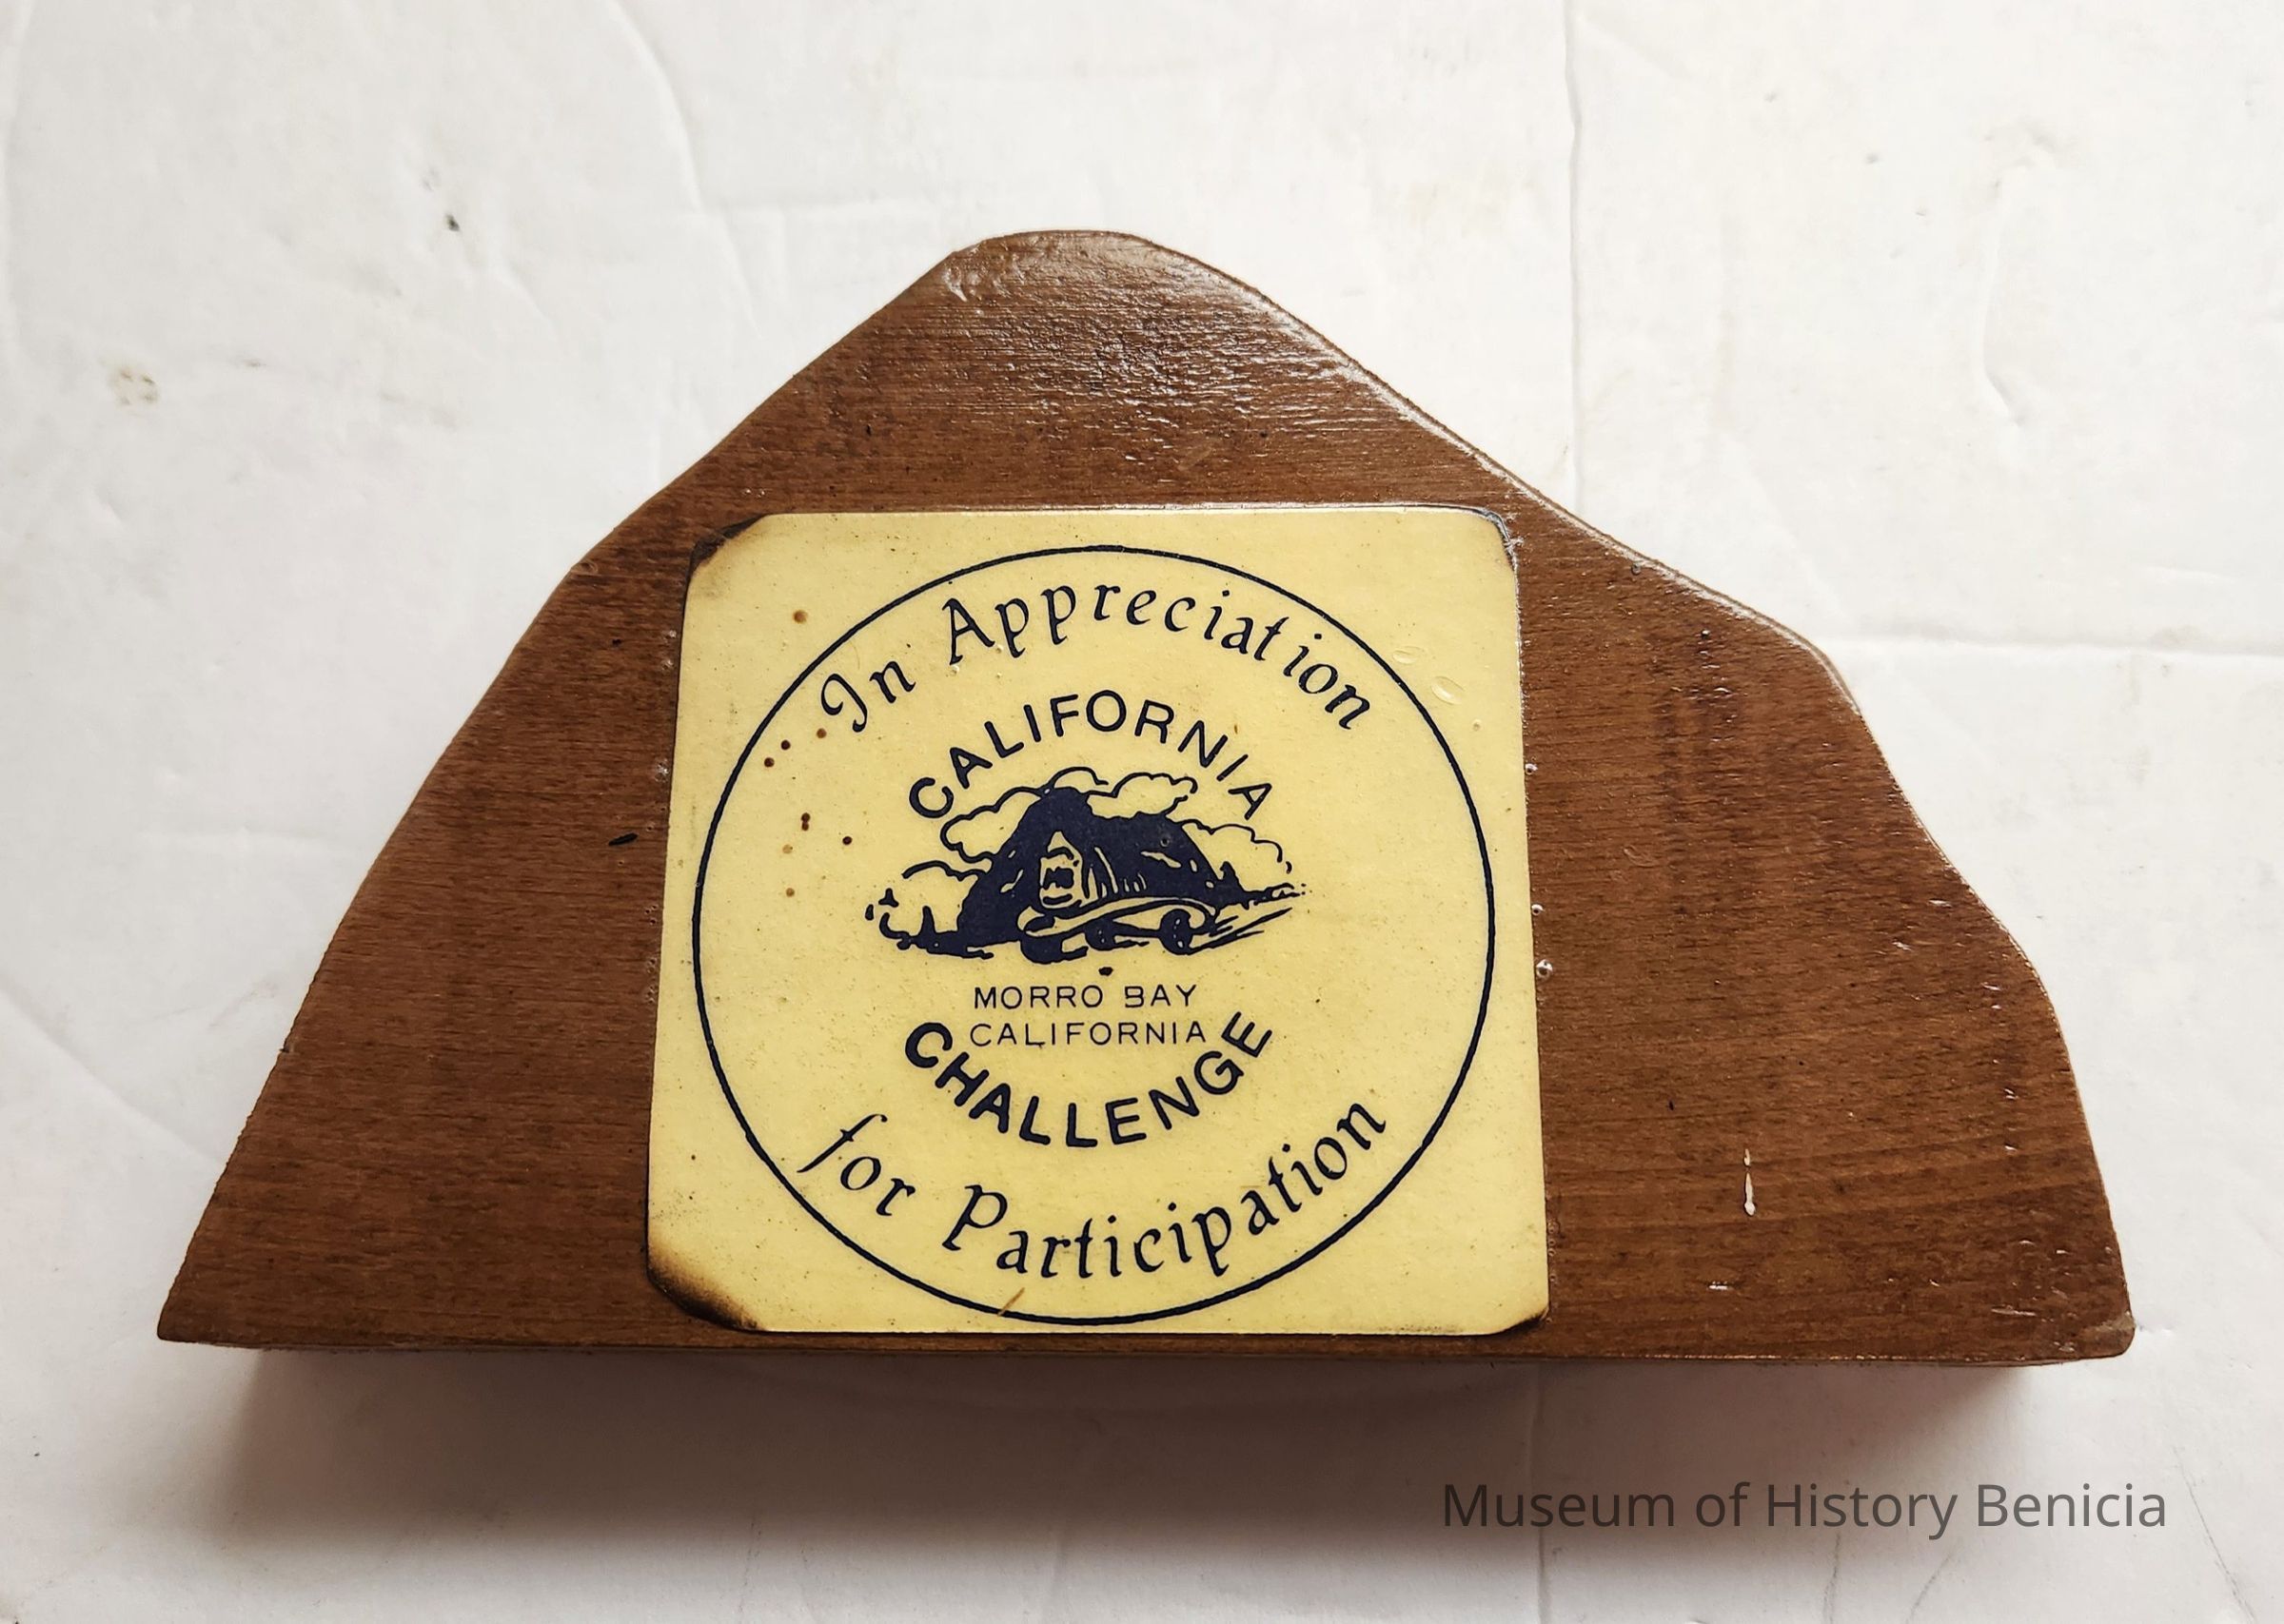 In Appreciation
CALIFORNIA
MORRO BAY
CALIFORNIA
CHALLENGE
for Participation
Museum of History Benicia